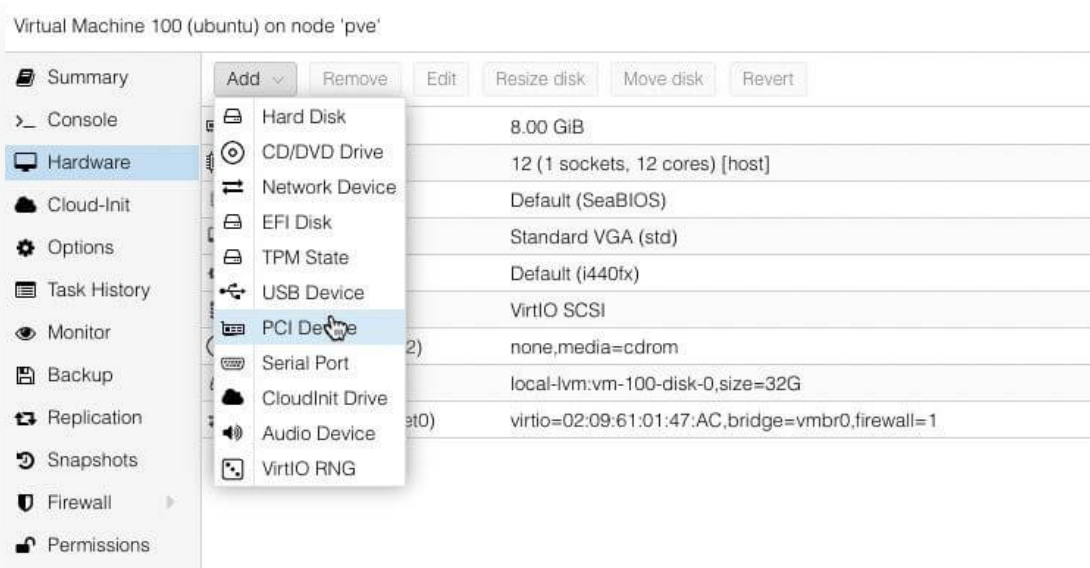 Virtual Machine 100 (ubuntu) on node 'pve'
Summary
Console
Hardware
Cloud-Init
Options
Task History
Monitor
Backup
Replication
Snapshots
Firewall
Permissions
Add Remove Edit Resize disk Move disk Revert
Hard Disk
CD/DVD Drive
Network Device
EFI Disk
TPM State
USB Device
PCI Device
Serial Port
CloudInit Drive
Audio Device
VirtIO RNG
8.00 GiB
12 (1 sockets, 12 cores) [host]
Default (SeaBIOS)
Standard VGA (std)
Default (i440fx)
VirtIO SCSI
2) none,media=cdrom
local-lvm:vm-100-disk-0,size=32G
et0) virtio=02:09:61:01:47:AC,bridge=vmbr0,firewall=1